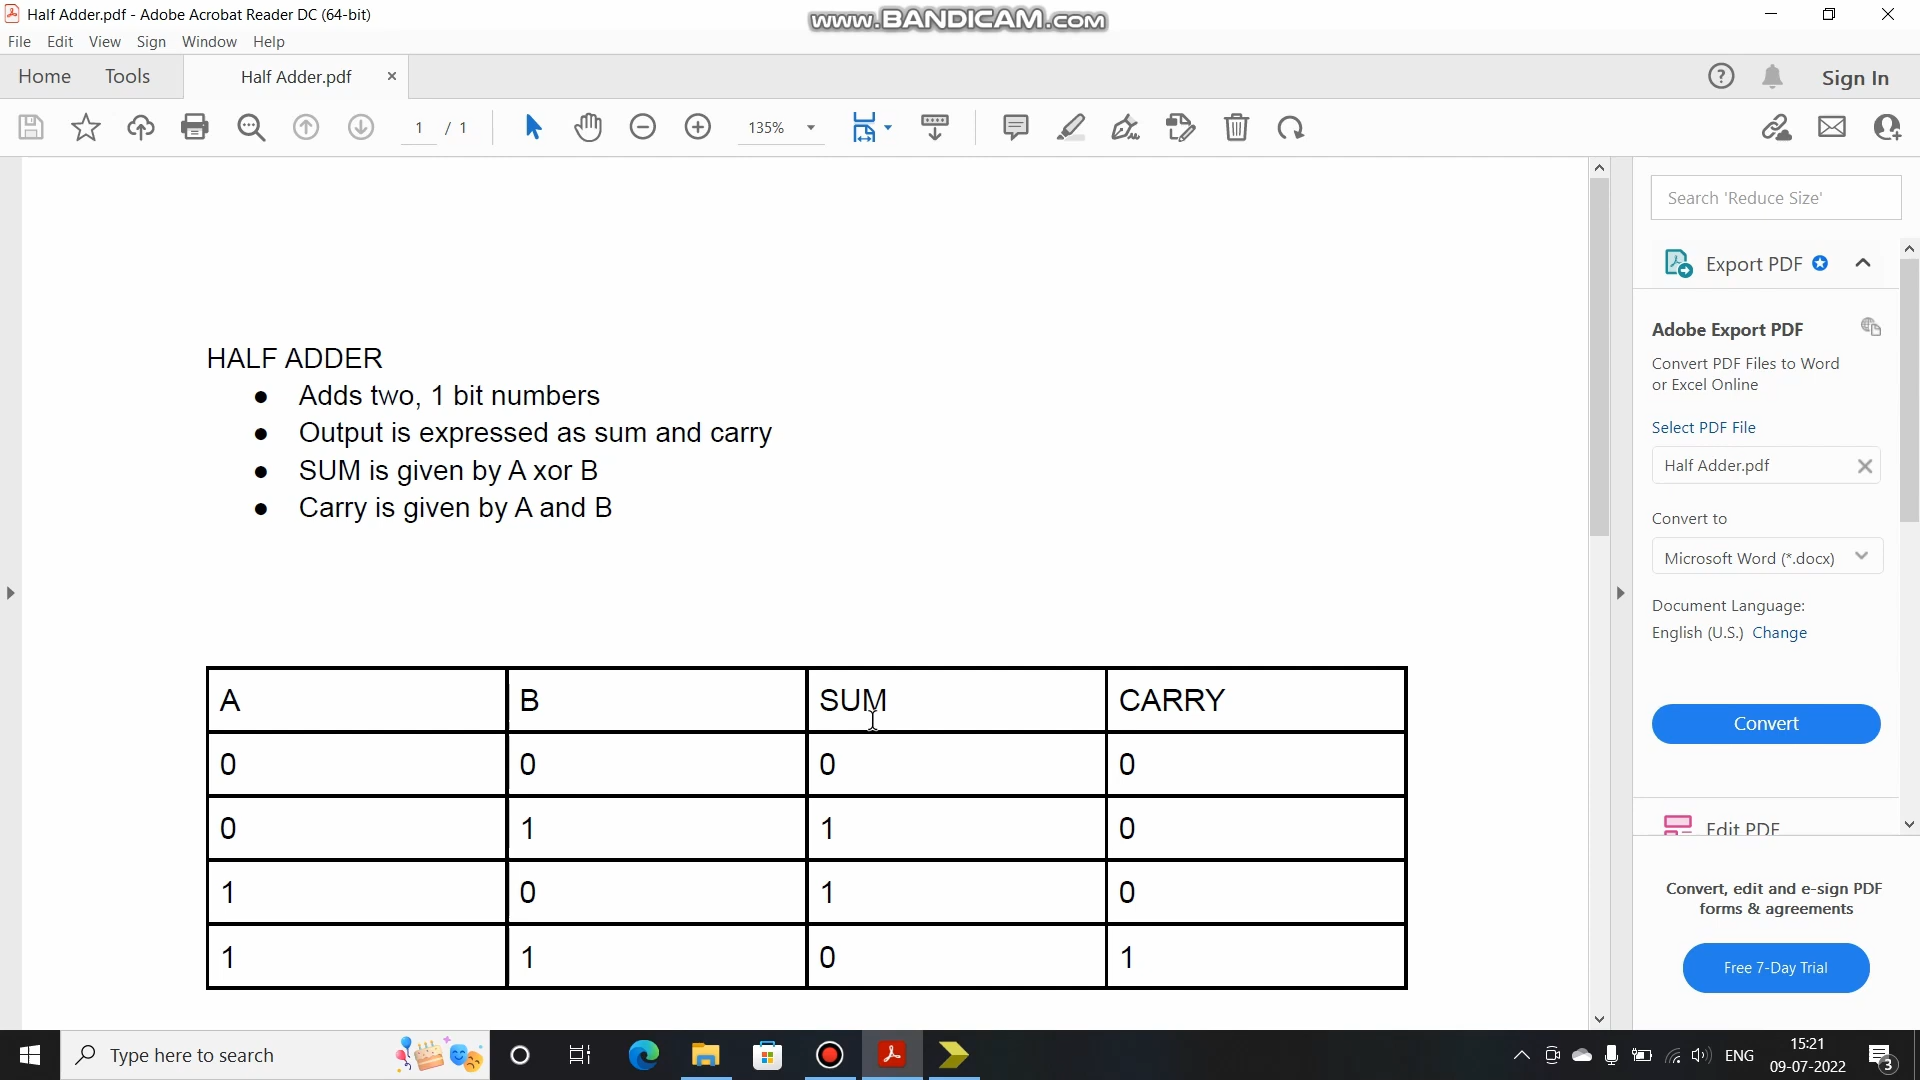 Half Adder.pdf - Adobe Acrobat Reader DC (64-bit)
www.BANDICAM.com
File Edit View Sign Window Help
Home Tools Half Adder.pdf × Sign In
1 / 1 135%
Search 'Reduce Size'
Export PDF
Adobe Export PDF
Convert PDF Files to Word
or Excel Online
Select PDF File
Half Adder.pdf
Convert to
Microsoft Word (*.docx)
Document Language:
English (U.S.) Change
Convert
Edit PDF
Convert, edit and e-sign PDF
forms & agreements
Free 7-Day Trial
HALF ADDER
● Adds two, 1 bit numbers
● Output is expressed as sum and carry
● SUM is given by A xor B
● Carry is given by A and B
A B SUM CARRY
0 0 0 0
0 1 1 0
1 0 1 0
1 1 0 1
Type here to search
ENG
15:21
09-07-2022
3